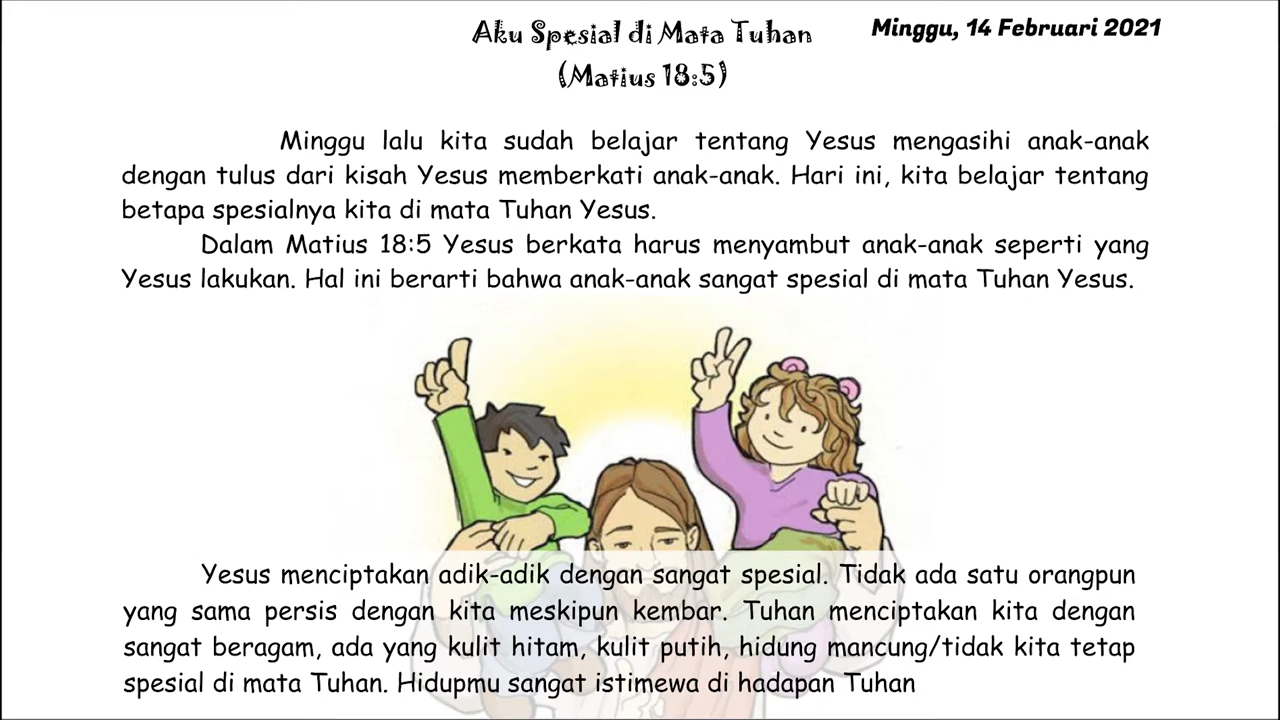 Aku Spesial di Mata Tuhan
Minggu, 14 Februari 2021
(Matius 18:5)
Minggu lalu kita sudah belajar tentang Yesus mengasihi anak-anak
dengan tulus dari kisah Yesus memberkati anak-anak. Hari ini, kita belajar tentang
betapa spesialnya kita di mata Tuhan Yesus.
Dalam Matius 18:5 Yesus berkata harus menyambut anak-anak seperti yang
Yesus lakukan. Hal ini berarti bahwa anak-anak sangat spesial di mata Tuhan Yesus.
Yesus menciptakan adik-adik dengan sangat spesial. Tidak ada satu orangpun
yang sama persis dengan kita meskipun kembar. Tuhan menciptakan kita dengan
sangat beragam, ada yang kulit hitam, kulit putih, hidung mancung/tidak kita tetap
spesial di mata Tuhan. Hidupmu sangat istimewa di hadapan Tuhan